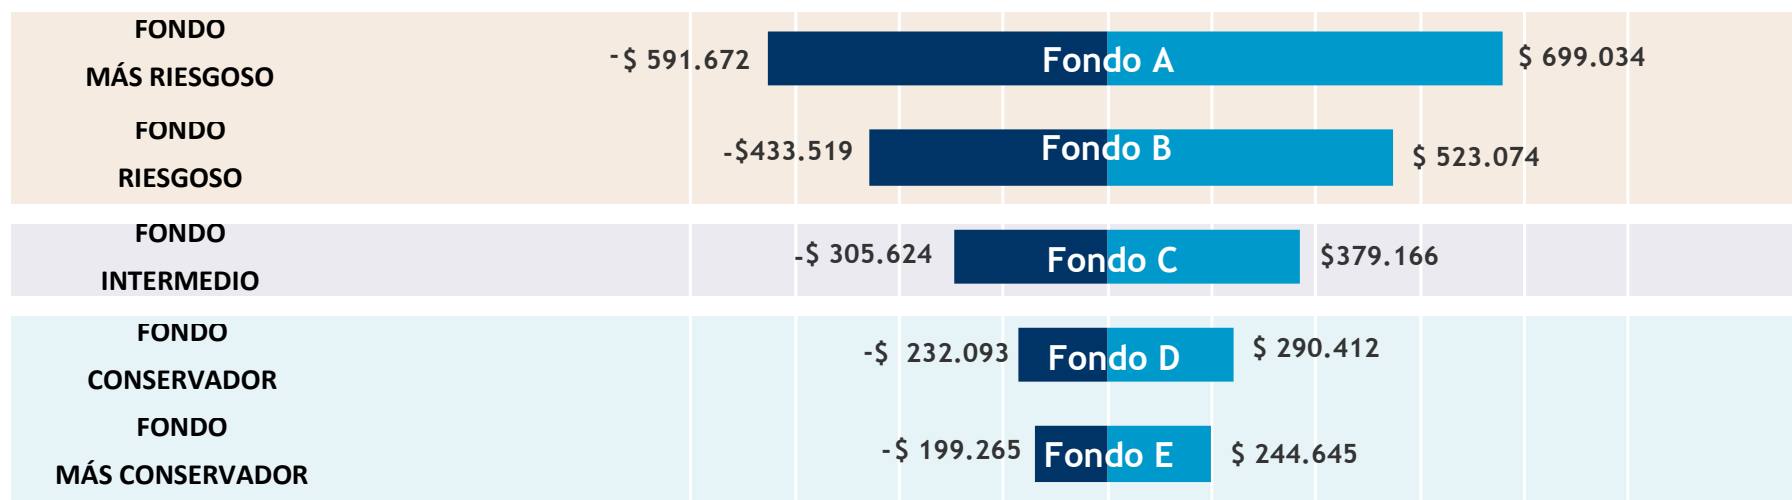 FONDO
MÁS RIESGOSO
-$ 591.672
Fondo A
$ 699.034
FONDO
RIESGOSO
-$433.519
Fondo B
$ 523.074
FONDO
INTERMEDIO
-$ 305.624
Fondo C
$379.166
FONDO
CONSERVADOR
-$ 232.093
Fondo D
$ 290.412
FONDO
MÁS CONSERVADOR
-$ 199.265
Fondo E
$ 244.645